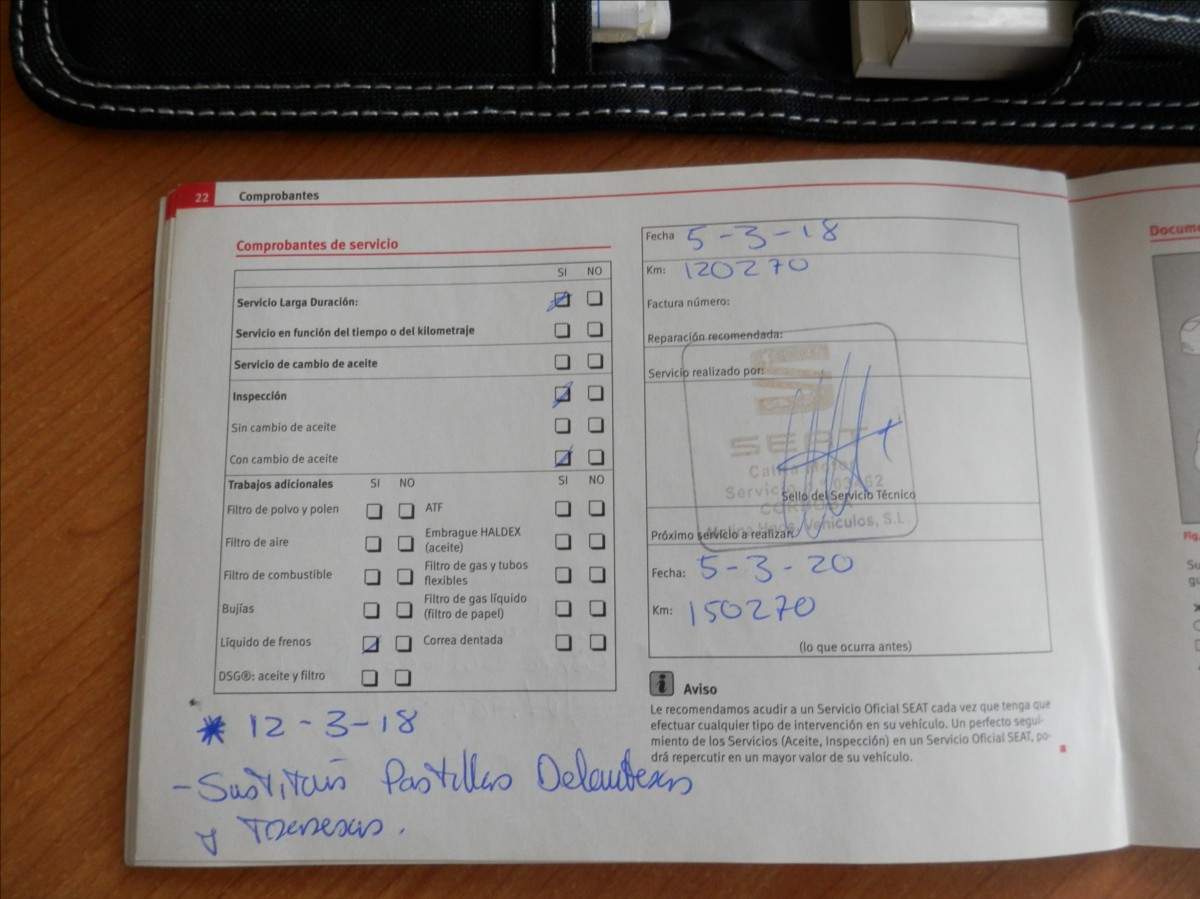 22 Comprobantes
Comprobantes de servicio
SI NO
Servicio Larga Duración:
Servicio en función del tiempo o del kilometraje
Servicio de cambio de aceite
Inspección
Sin cambio de aceite
Con cambio de aceite
Trabajos adicionales SI NO SI NO
Filtro de polvo y polen ATF
Filtro de aire Embrague HALDEX
(aceite)
Filtro de combustible Filtro de gas y tubos
flexibles
Bujías Filtro de gas líquido
(filtro de papel)
Líquido de frenos Correa dentada
DSG®: aceite y filtro
* 12-3-18
- Sustituir Pastillas Delanteras
y Traseras.
Fecha 5-3-18
Km: 120270
Factura número:
Reparación recomendada:
Servicio realizado por:
SEAT
Sello del Servicio Técnico
Vehiculos, S.L.
Próximo servicio a realizar:
Fecha: 5-3-20
Km: 150270
(lo que ocurra antes)
i Aviso
Le recomendamos acudir a un Servicio Oficial SEAT cada vez que tenga que
efectuar cualquier tipo de intervención en su vehículo. Un perfecto segui-
miento de los Servicios (Aceite, Inspección) en un Servicio Oficial SEAT, po-
drá repercutir en un mayor valor de su vehículo.
Docum
Fig.
Su